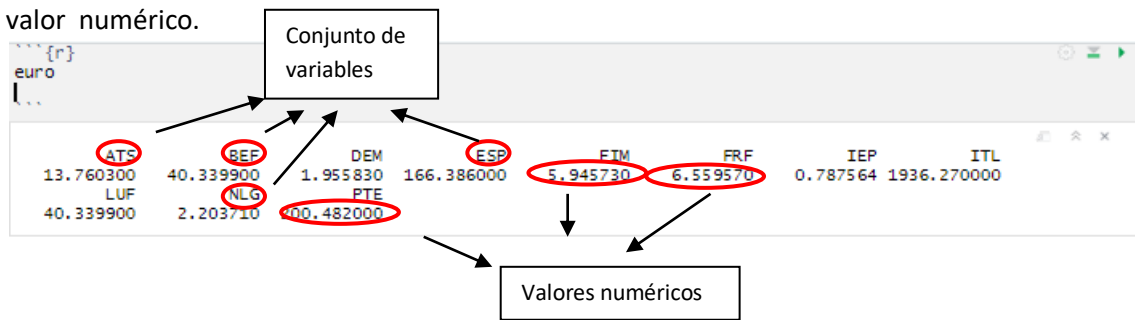 valor numérico.
Conjunto de
variables
```{r}
euro
```
ATS BEF DEM ESP FIM FRF IEP ITL
13.760300 40.339900 1.955830 166.386000 5.945730 6.559570 0.787564 1936.270000
LUF NLG PTE
40.339900 2.203710 200.482000
Valores numéricos